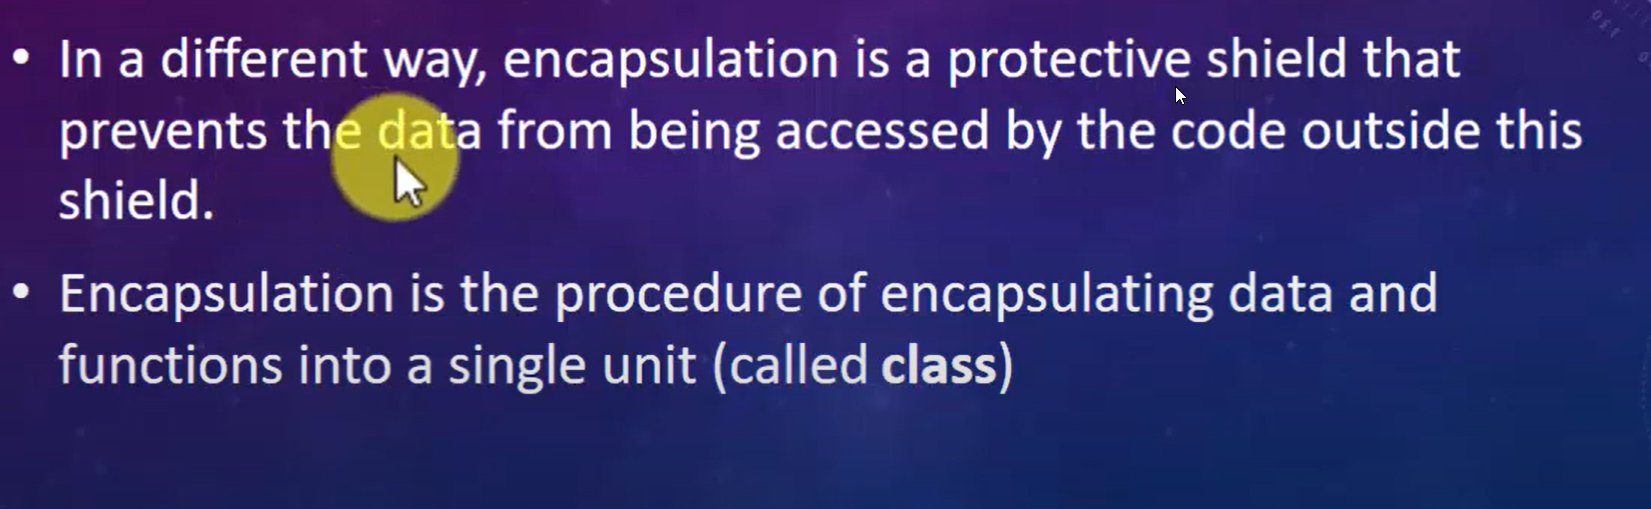 • In a different way, encapsulation is a protective shield that
prevents the data from being accessed by the code outside this
shield.
• Encapsulation is the procedure of encapsulating data and
functions into a single unit (called class)